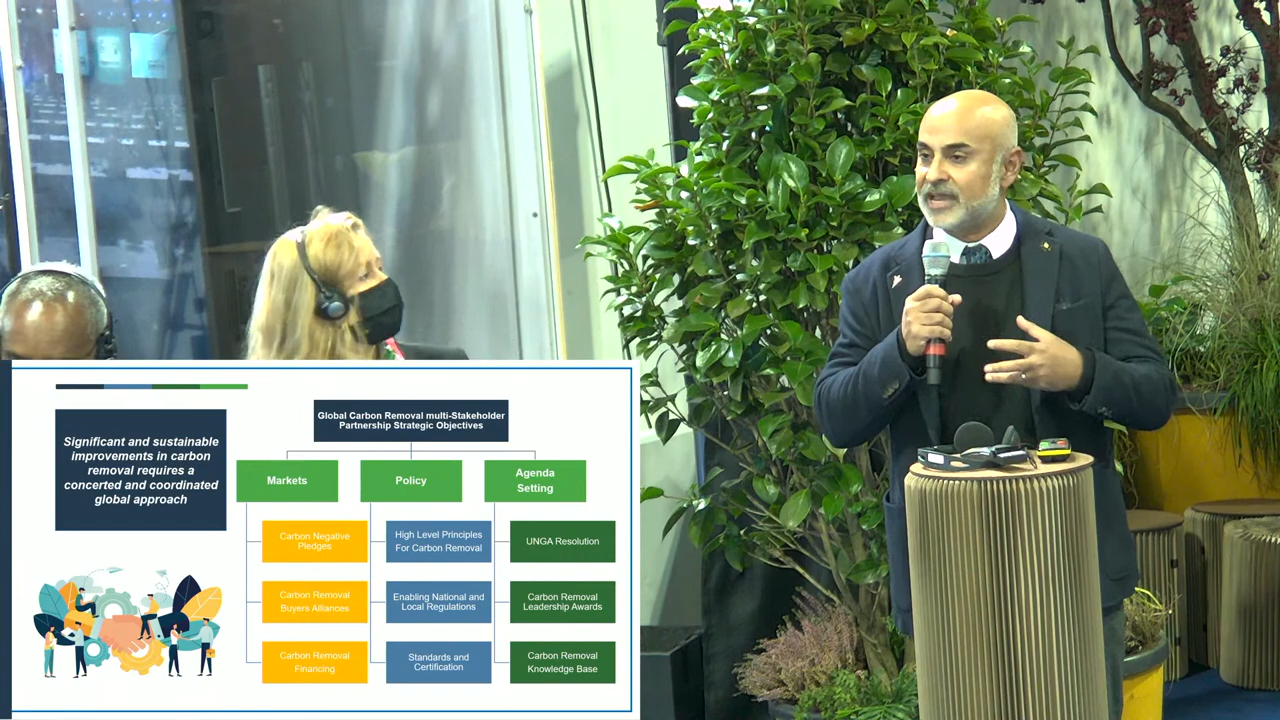 Significant and sustainable
improvements in carbon
removal requires a
concerted and coordinated
global approach
Global Carbon Removal multi-Stakeholder
Partnership Strategic Objectives
Markets
Policy
Agenda
Setting
Carbon Negative
Pledges
High Level Principles
For Carbon Removal
UNGA Resolution
Carbon Removal
Buyers Alliances
Enabling National and
Local Regulations
Carbon Removal
Leadership Awards
Carbon Removal
Financing
Standards and
Certification
Carbon Removal
Knowledge Base